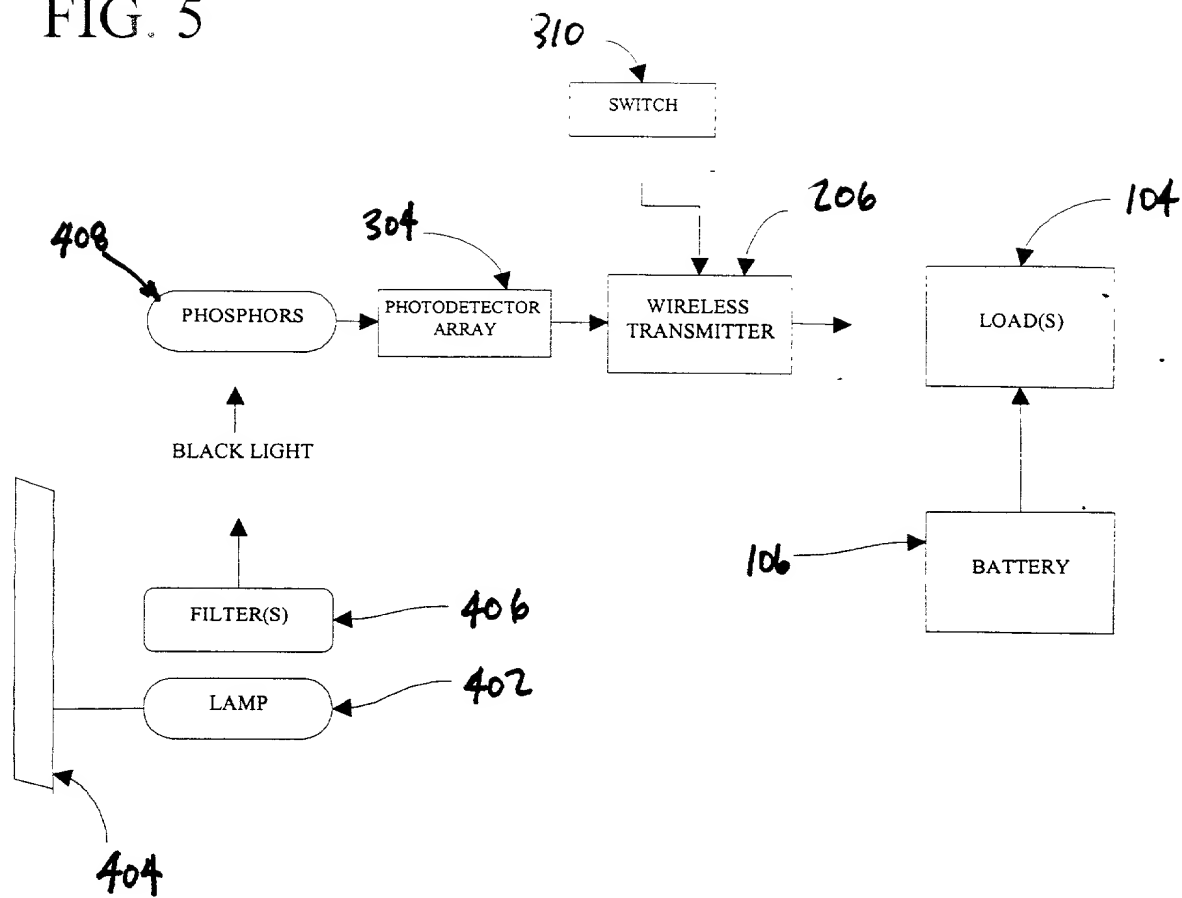 FIG. 5
310
SWITCH
206
104
304
408
PHOSPHORS
PHOTODETECTOR
ARRAY
WIRELESS
TRANSMITTER
LOAD(S)
BLACK LIGHT
106
BATTERY
FILTER(S)
406
LAMP
402
404